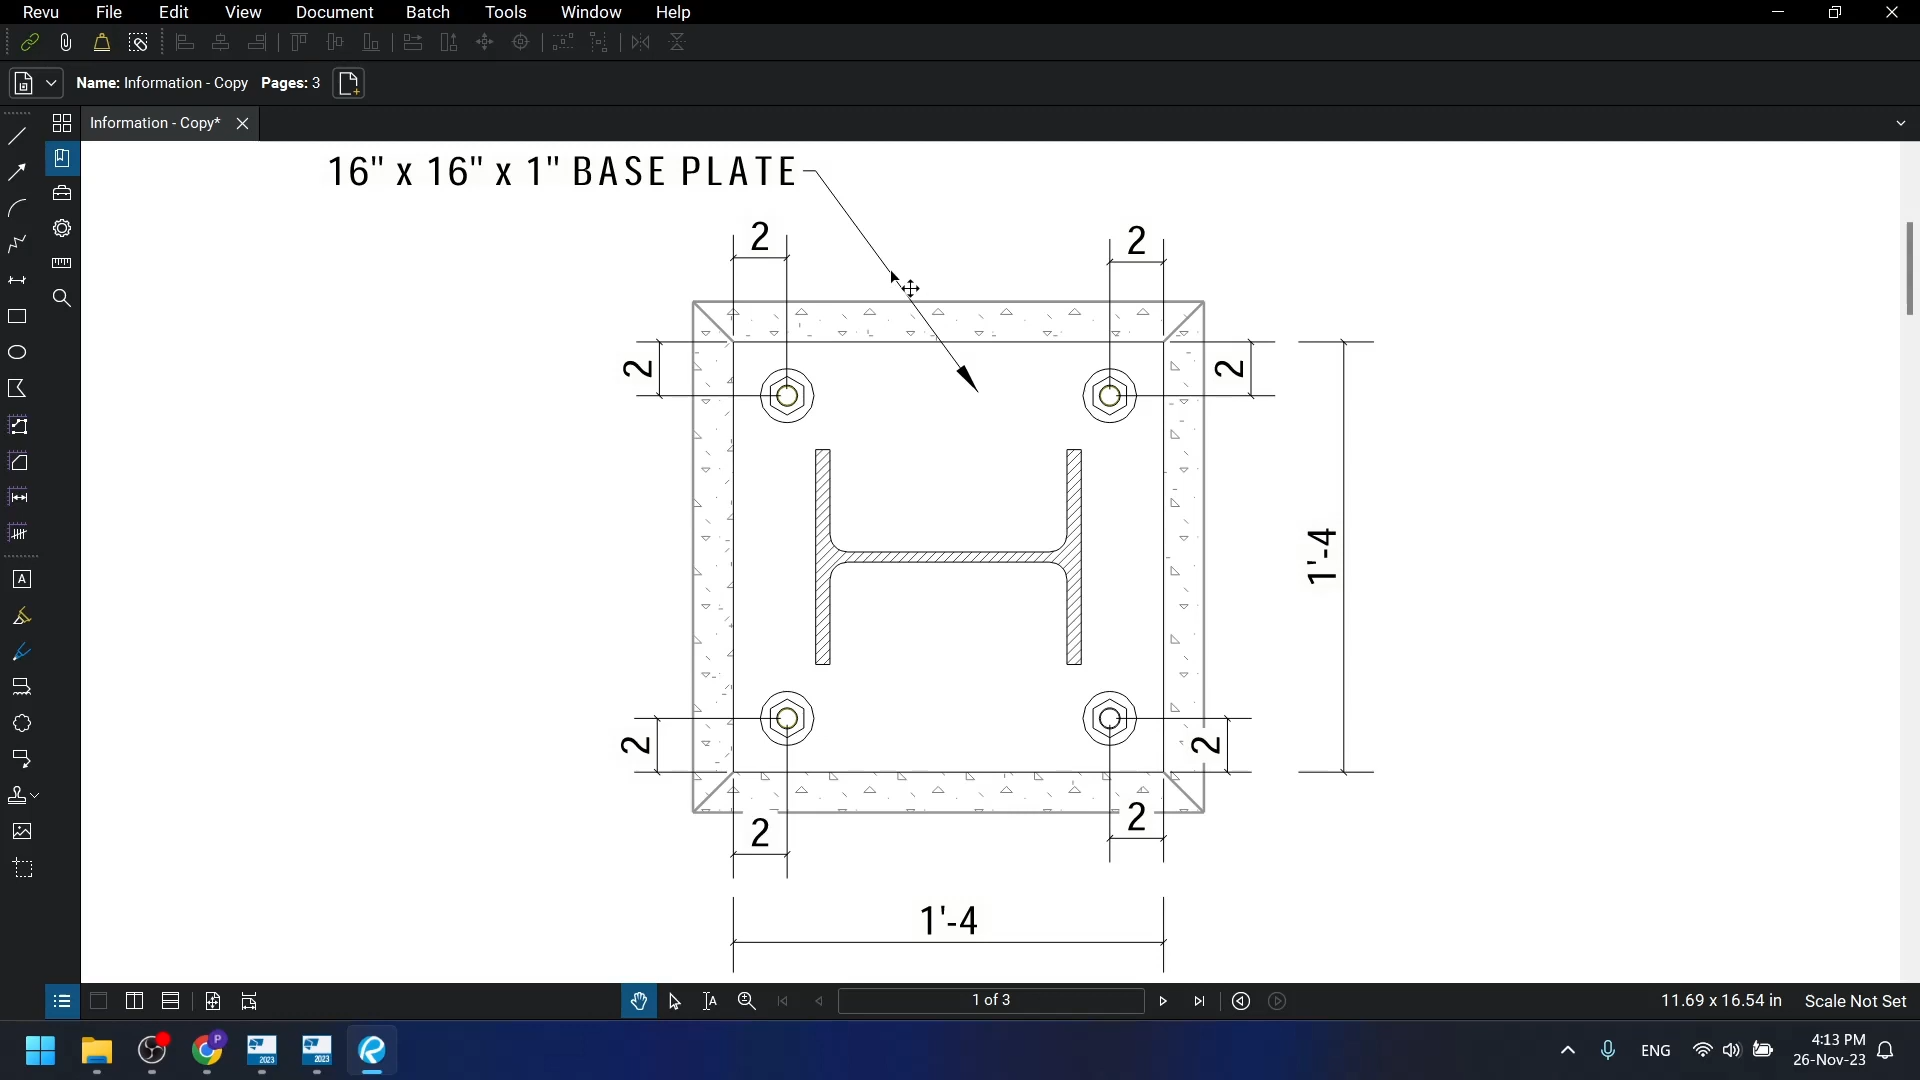 Revu File Edit View Document Batch Tools Window Help
Name: Information - Copy Pages: 3
Information - Copy*
16" x 16" x 1" BASE PLATE
2 2
2 2
1'-4
2 2
2 2
1'-4
1 of 3 11.69 x 16.54 in Scale Not Set
P 2023 2023 ENG 4:13 PM
26-Nov-23